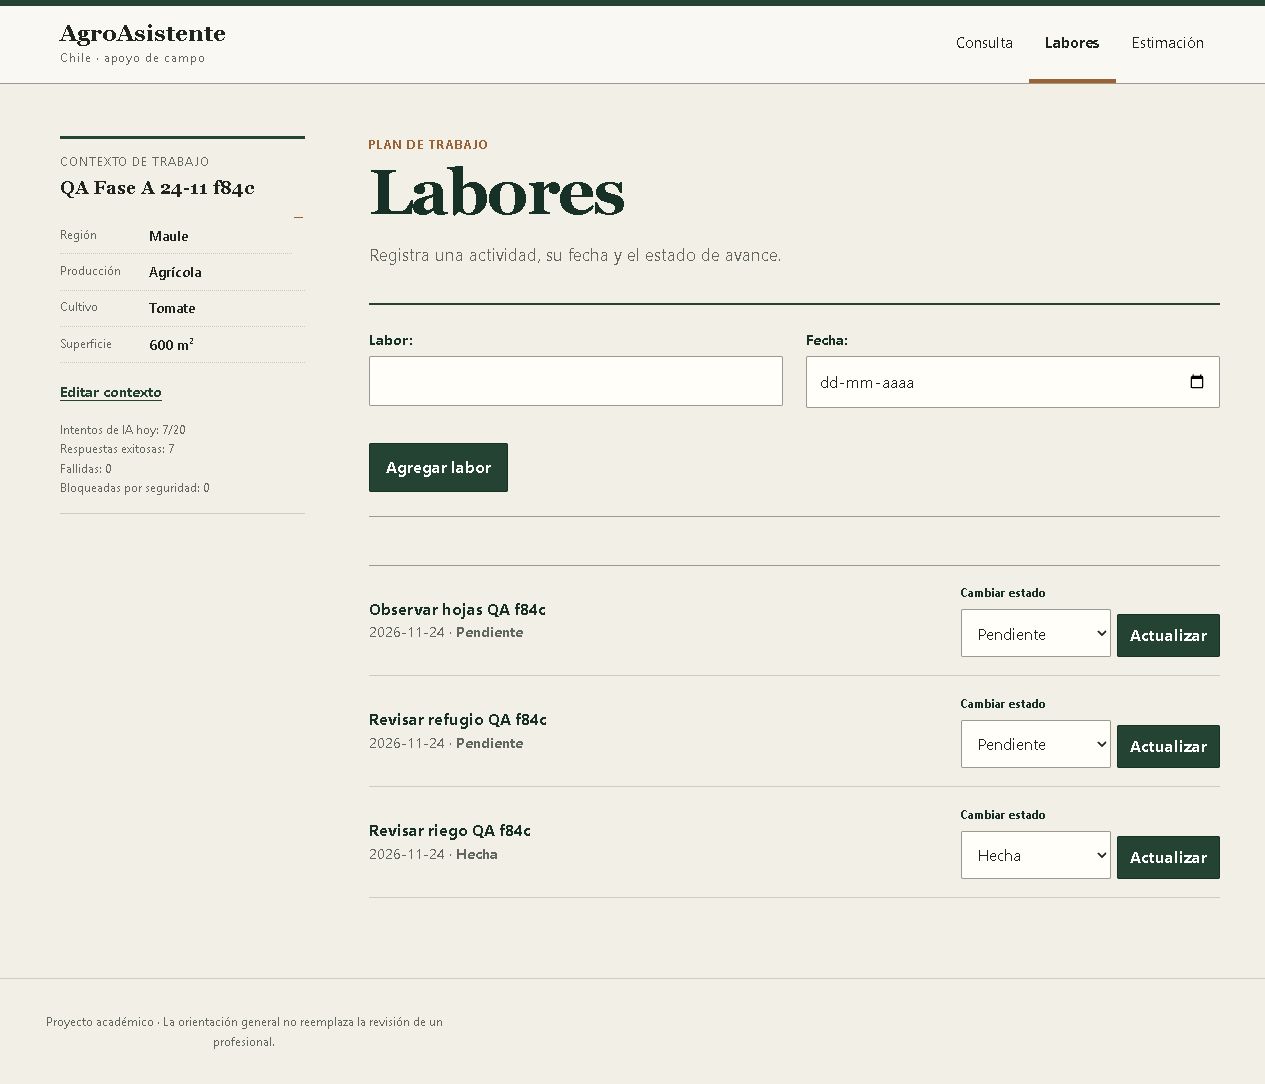 AgroAsistente
Chile · apoyo de campo
Consulta
Labores
Estimación
CONTEXTO DE TRABAJO
QA Fase A 24-11 f84c
–
Región Maule
Producción Agrícola
Cultivo Tomate
Superficie 600 m²
Editar contexto
Intentos de IA hoy: 7/20
Respuestas exitosas: 7
Fallidas: 0
Bloqueadas por seguridad: 0
PLAN DE TRABAJO
Labores
Registra una actividad, su fecha y el estado de avance.
Labor:
Fecha:
dd-mm-aaaa
Agregar labor
Observar hojas QA f84c
2026-11-24 · Pendiente
Cambiar estado
Pendiente
Actualizar
Revisar refugio QA f84c
2026-11-24 · Pendiente
Cambiar estado
Pendiente
Actualizar
Revisar riego QA f84c
2026-11-24 · Hecha
Cambiar estado
Hecha
Actualizar
Proyecto académico · La orientación general no reemplaza la revisión de un
profesional.